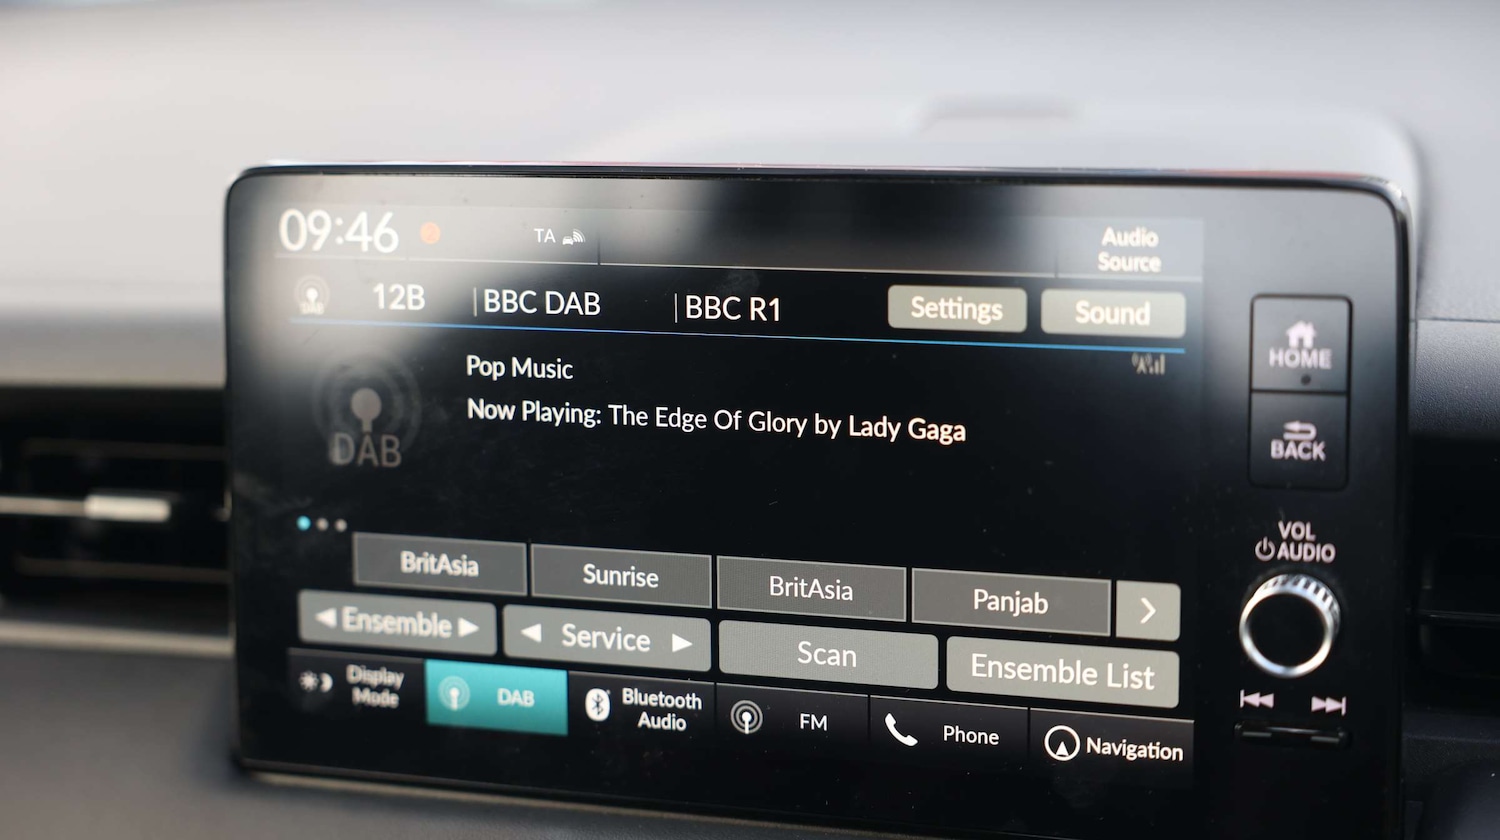 09:46 TA Audio
Source
DAB 12B BBC DAB BBC R1 Settings Sound
HOME
Pop Music
Now Playing: The Edge Of Glory by Lady Gaga
DAB
BACK
VOL
AUDIO
BritAsia Sunrise BritAsia Panjab
Ensemble Service Scan Ensemble List
Display
Mode
DAB
Bluetooth
Audio
FM
Phone
Navigation